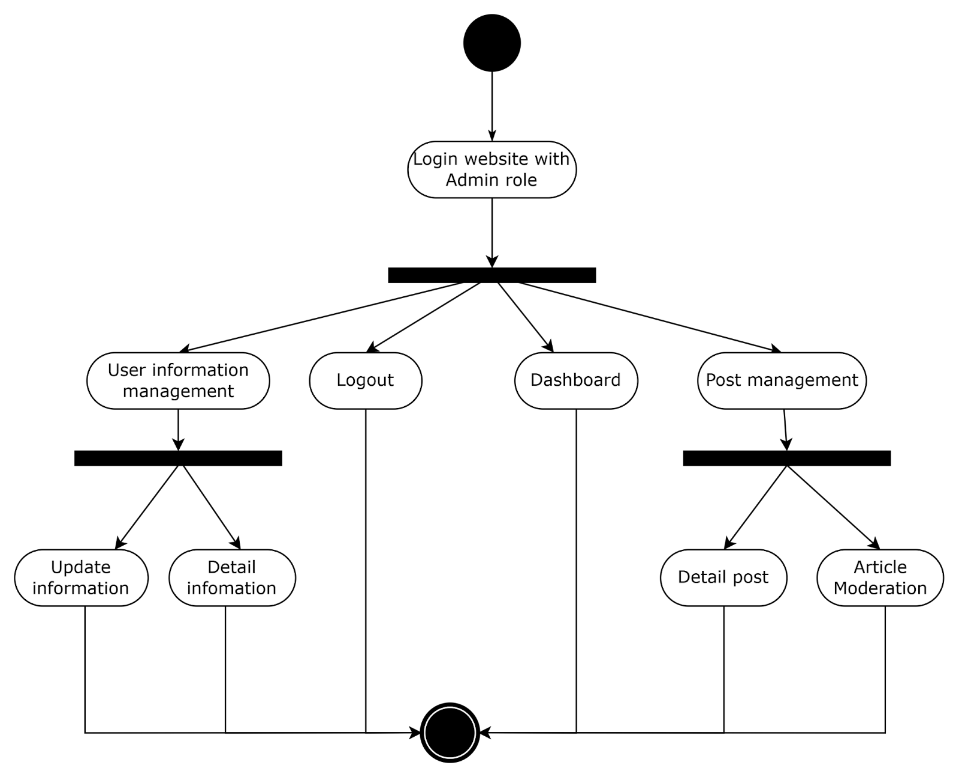 Login website with
Admin role
User information
management
Logout
Dashboard
Post management
Update
information
Detail
infomation
Detail post
Article
Moderation